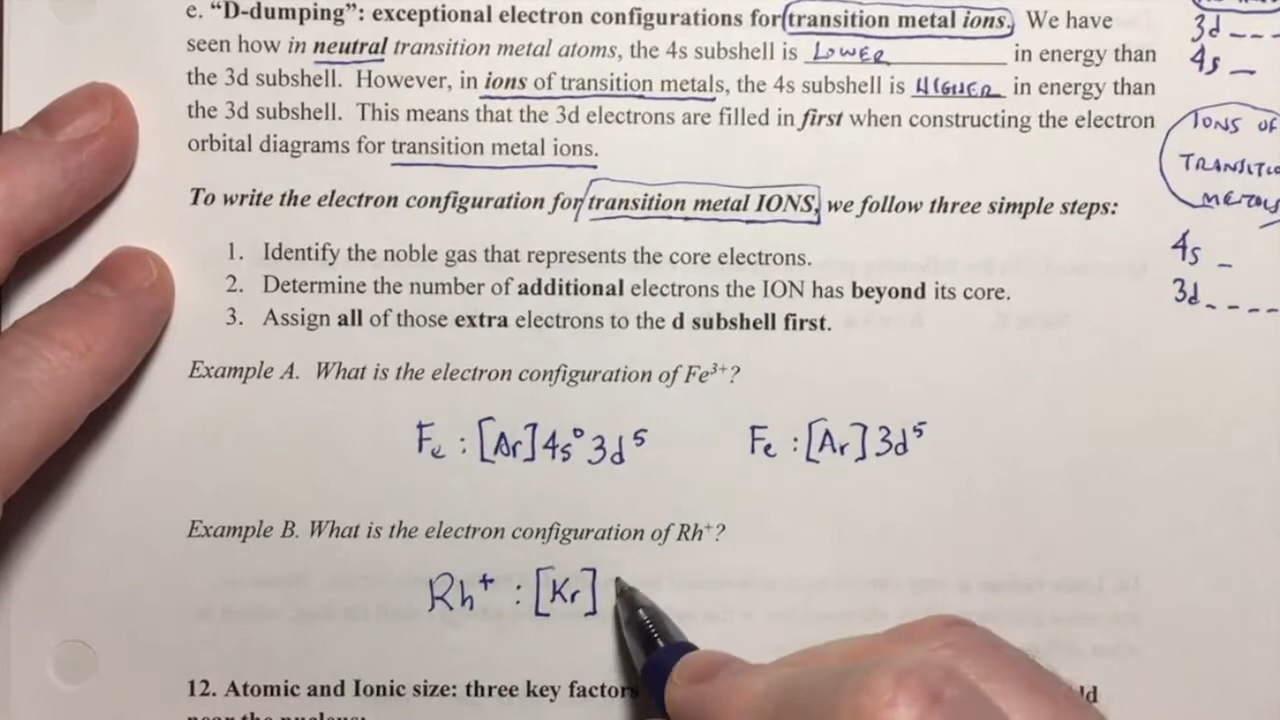 e. “D-dumping”: exceptional electron configurations for transition metal ions. We have
seen how in neutral transition metal atoms, the 4s subshell is LOWER in energy than
the 3d subshell. However, in ions of transition metals, the 4s subshell is HIGHER in energy than
the 3d subshell. This means that the 3d electrons are filled in first when constructing the electron
orbital diagrams for transition metal ions.
3d _ _ _
4s _
IONS OF
To write the electron configuration for transition metal IONS, we follow three simple steps:
1. Identify the noble gas that represents the core electrons.
2. Determine the number of additional electrons the ION has beyond its core.
3. Assign all of those extra electrons to the d subshell first.
4s _
3d _ _ _ _
Example A. What is the electron configuration of Fe³⁺?
Fe : [Ar]4s⁰3d⁵ Fe : [Ar]3d⁵
Example B. What is the electron configuration of Rh⁺?
Rh⁺ : [Kr]
12. Atomic and Ionic size: three key factors